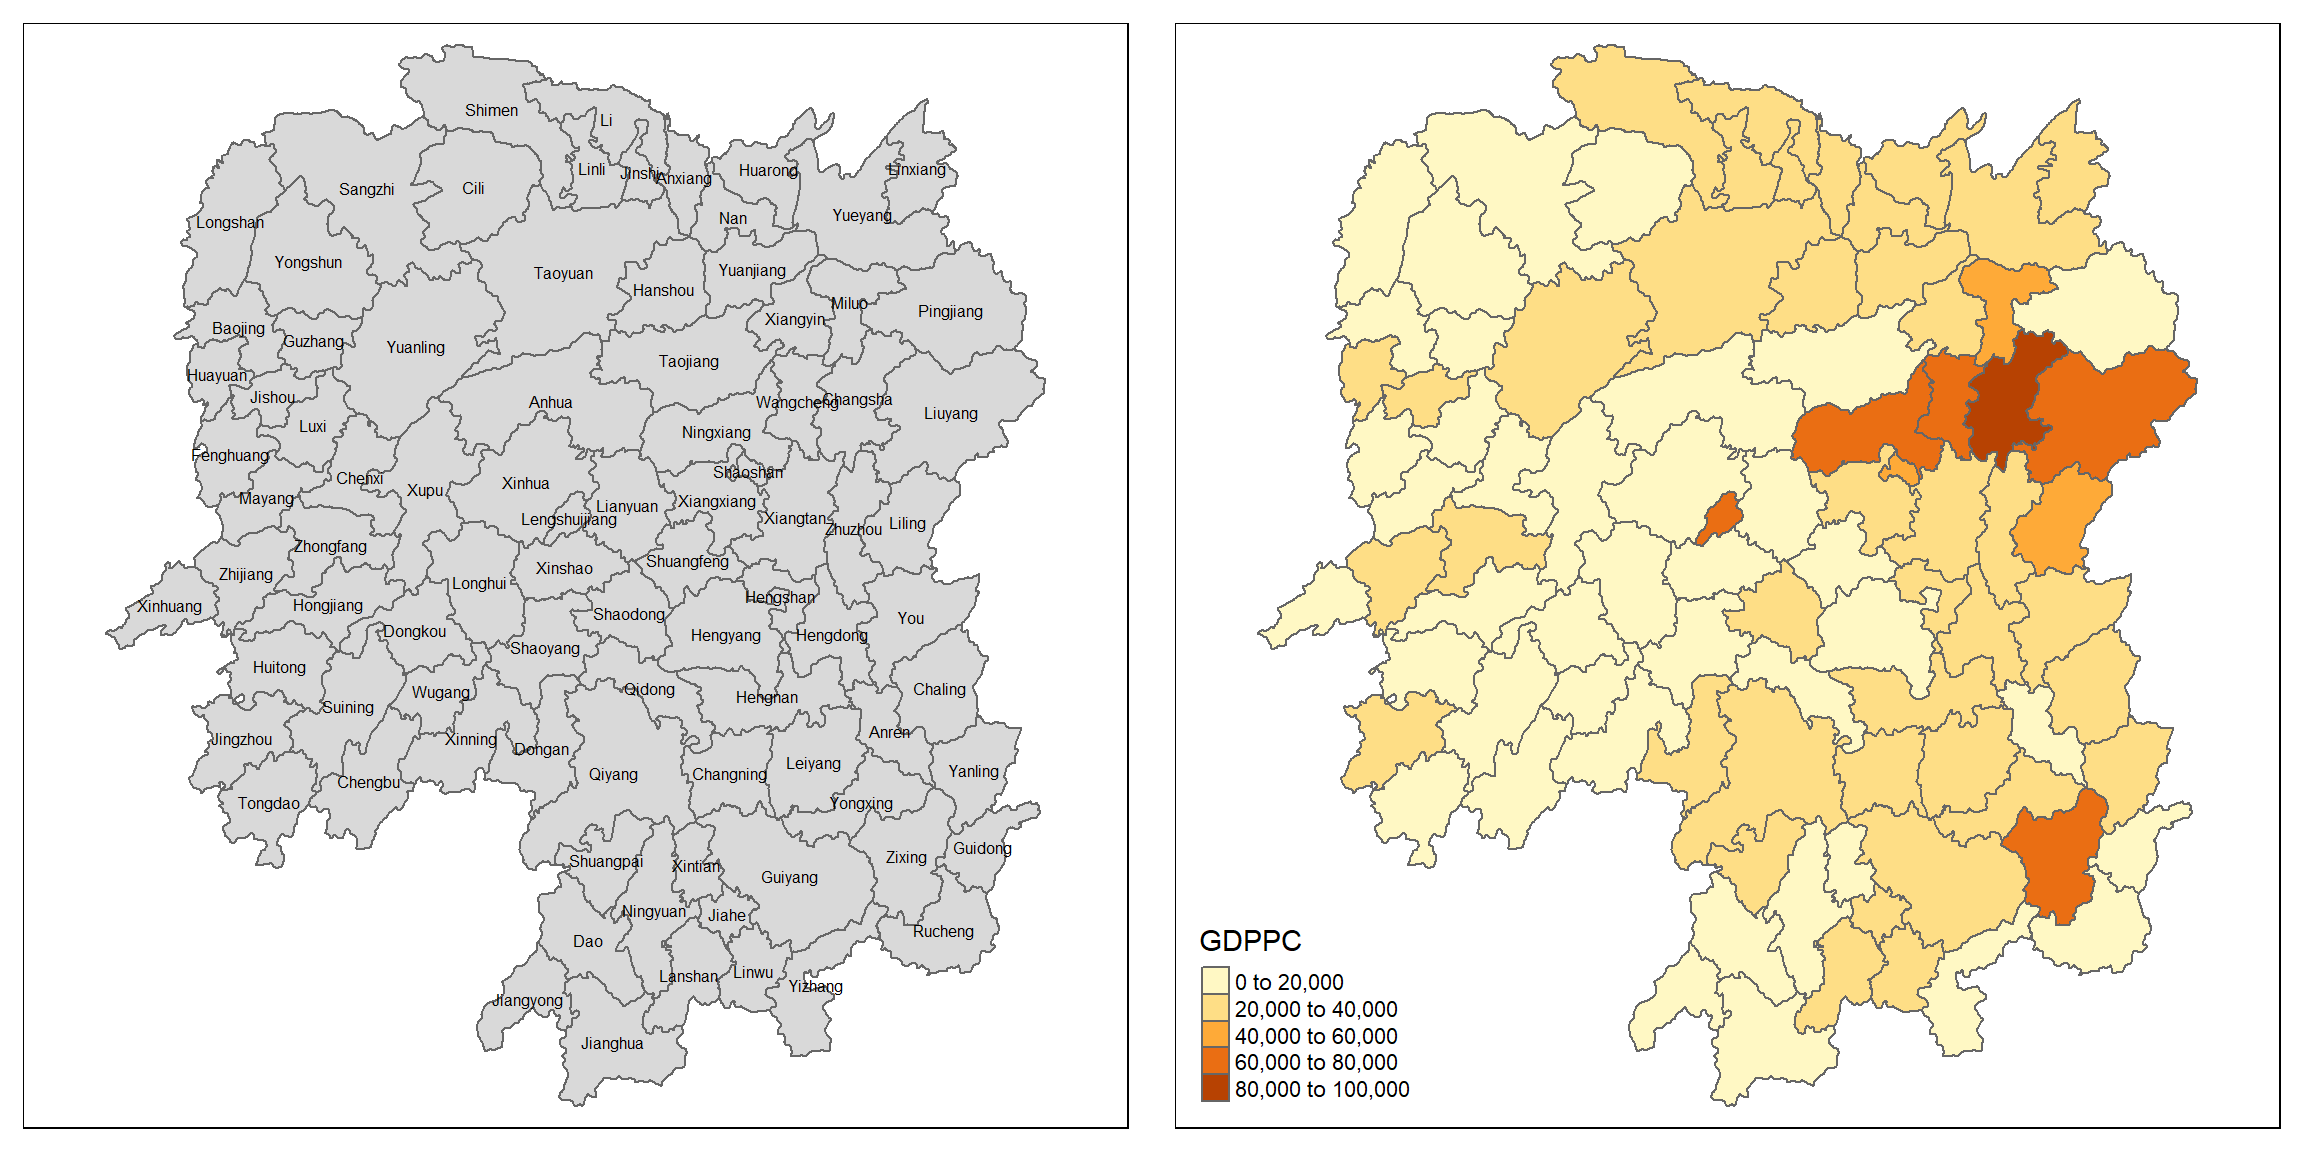 Shimen
Li
Linli
Jinshi
Anxiang
Huarong
Linxiang
Sangzhi
Cili
Longshan
Nan
Yueyang
Yongshun
Taoyuan
Yuanjiang
Hanshou
Miluo
Pingjiang
Xiangyin
Baojing
Guzhang
Yuanling
Taojiang
Huayuan
Jishou
Anhua
Wangcheng
Changsha
Liuyang
Luxi
Ningxiang
Fenghuang
Chenxi
Shaoshan
Mayang
Xupu
Xinhua
Lianyuan
Xiangxiang
Lengshuijiang
Xiangtan
Zhuzhou
Liling
Zhongfang
Zhijiang
Longhui
Xinshao
Shuangfeng
Xinhuang
Hongjiang
Hengshan
Shaodong
You
Dongkou
Hengyang
Hengdong
Shaoyang
Huitong
Wugang
Qidong
Hengnan
Chaling
Suining
Jingzhou
Xinning
Dongan
Anren
Chengbu
Qiyang
Changning
Leiyang
Yanling
Tongdao
Yongxing
Shuangpai
Xintian
Zixing
Guidong
Guiyang
Ningyuan
Jiahe
Dao
Rucheng
Lanshan
Linwu
Yizhang
Jiangyong
Jianghua
GDPPC
0 to 20,000
20,000 to 40,000
40,000 to 60,000
60,000 to 80,000
80,000 to 100,000